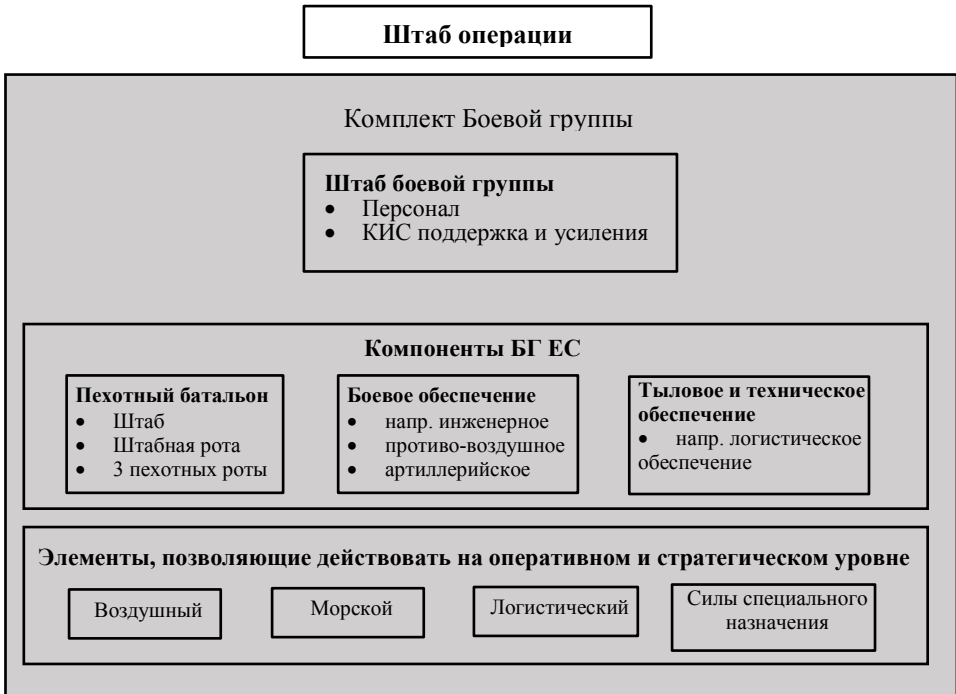 Штаб операции
Комплект Боевой группы
Штаб боевой группы
• Персонал
• КИС поддержка и усиления
Компоненты БГ ЕС
Пехотный батальон
• Штаб
• Штабная рота
• 3 пехотных роты
Боевое обеспечение
• напр. инженерное
• противо-воздушное
• артиллерийское
Тыловое и техническое
обеспечение
• напр. логистическое
обеспечение
Элементы, позволяющие действовать на оперативном и стратегическом уровне
Воздушный
Морской
Логистический
Силы специального
назначения